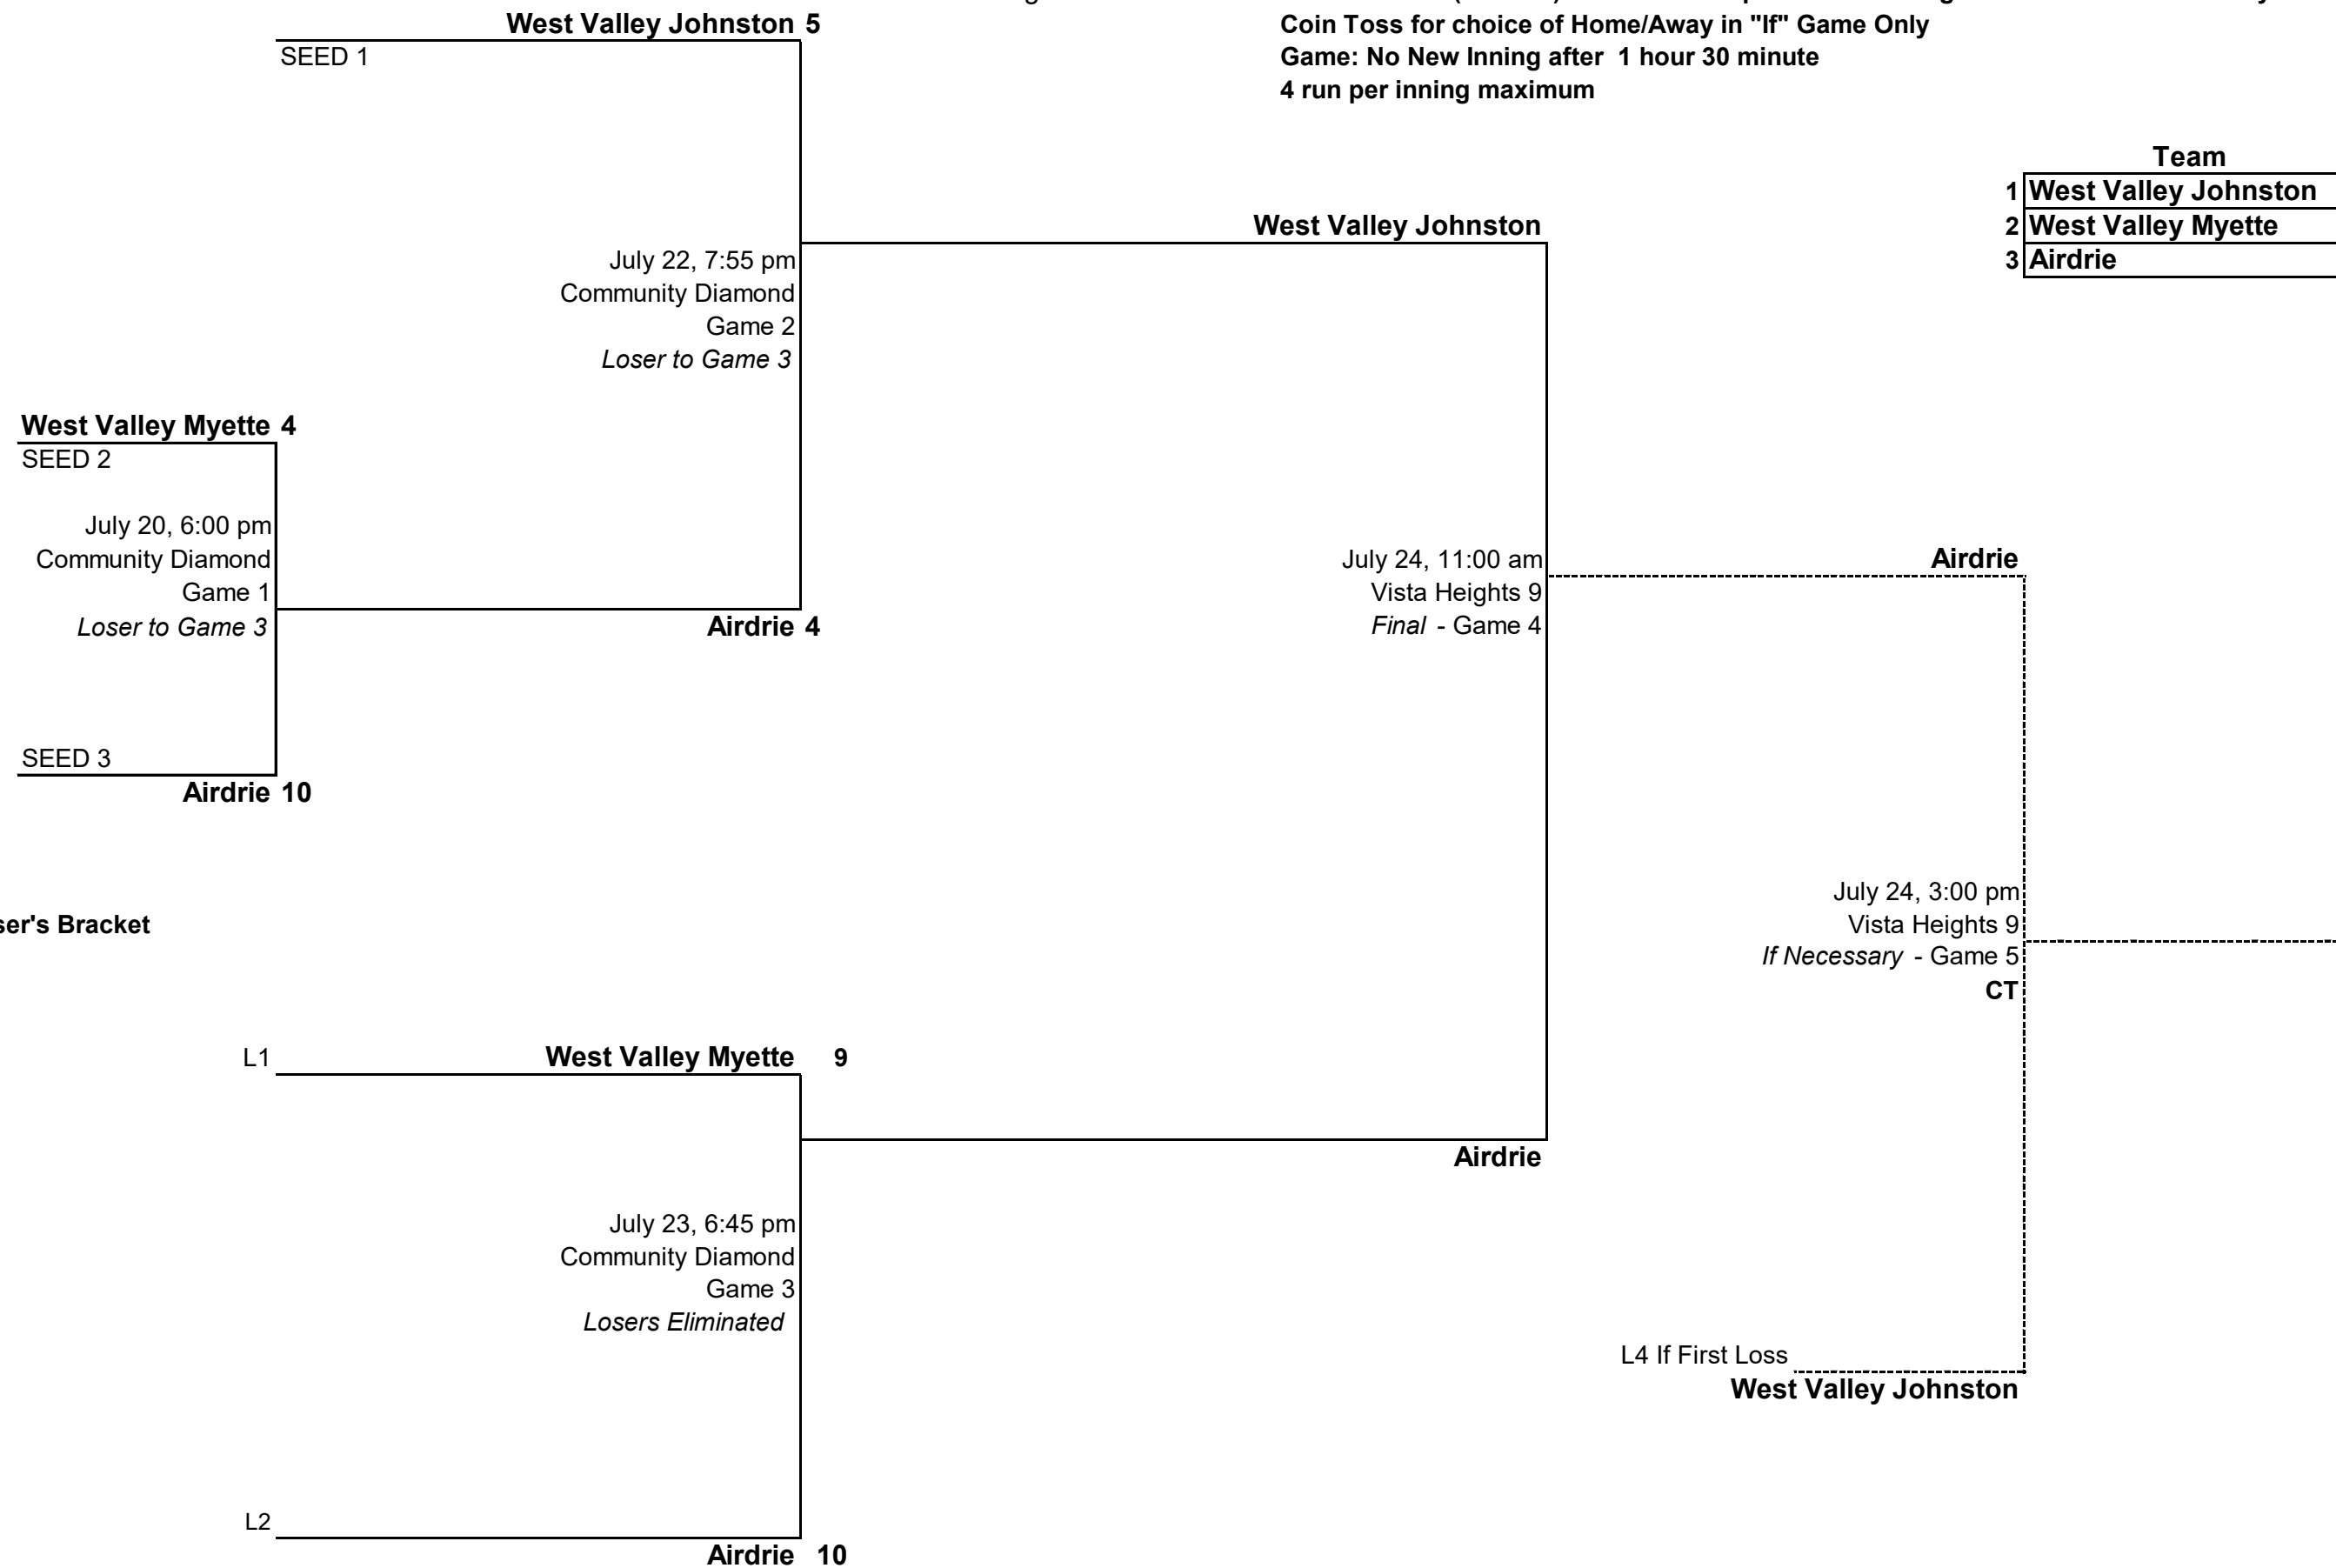 West Valley Johnston 5
SEED 1
Coin Toss for choice of Home/Away in "If" Game Only
Game: No New Inning after 1 hour 30 minute
4 run per inning maximum
Team
1 West Valley Johnston
2 West Valley Myette
3 Airdrie
West Valley Johnston
July 22, 7:55 pm
Community Diamond
Game 2
Loser to Game 3
West Valley Myette 4
SEED 2
July 20, 6:00 pm
Community Diamond
Game 1
Loser to Game 3
Airdrie 4
July 24, 11:00 am
Vista Heights 9
Final - Game 4
Airdrie
SEED 3
Airdrie 10
July 24, 3:00 pm
Vista Heights 9
If Necessary - Game 5
CT
ser's Bracket
L1 West Valley Myette 9
Airdrie
July 23, 6:45 pm
Community Diamond
Game 3
Losers Eliminated
L4 If First Loss
West Valley Johnston
L2
Airdrie 10